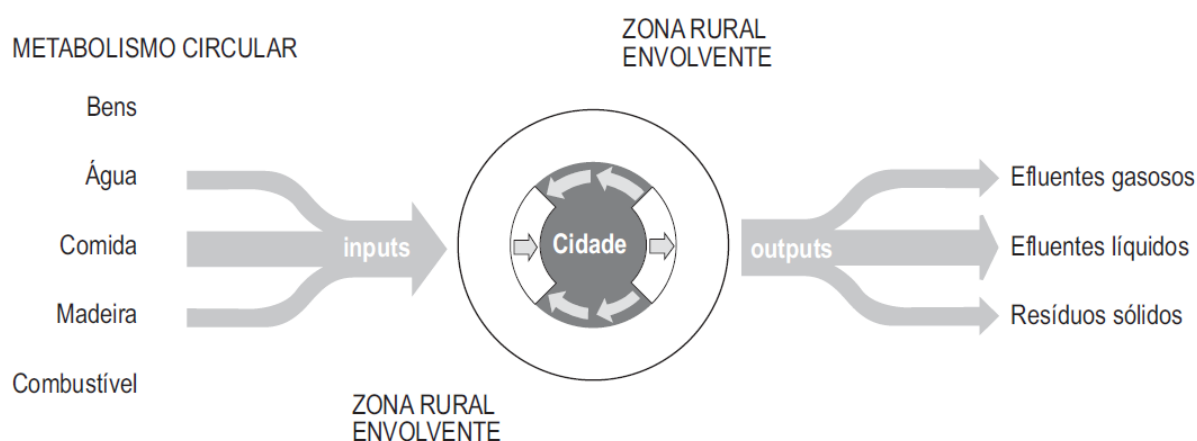 METABOLISMO CIRCULAR
ZONA RURAL
ENVOLVENTE
Bens
Água
Comida
Madeira
Combustível
inputs
Cidade
outputs
Efluentes gasosos
Efluentes líquidos
Resíduos sólidos
ZONA RURAL
ENVOLVENTE